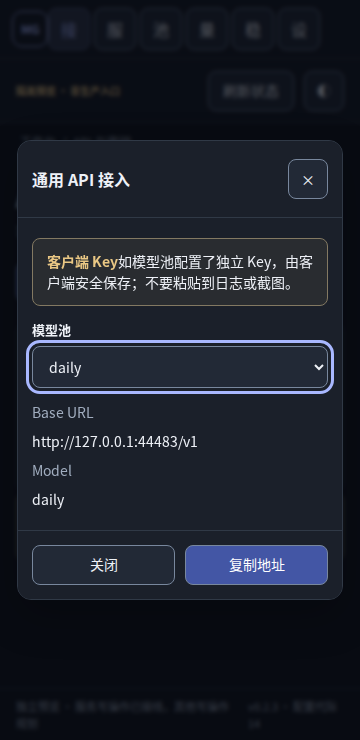 通用 API 接入
×
客户端 Key如模型池配置了独立 Key，由客
户端安全保存；不要粘贴到日志或截图。
模型池
daily
Base URL
http://127.0.0.1:44483/v1
Model
daily
关闭
复制地址